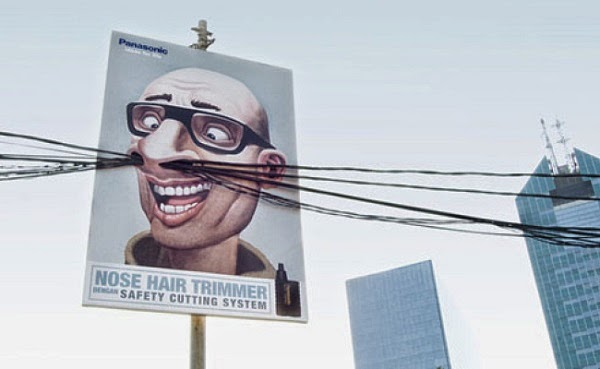 Panasonic
NOSE HAIR TRIMMER
DENGAN SAFETY CUTTING SYSTEM